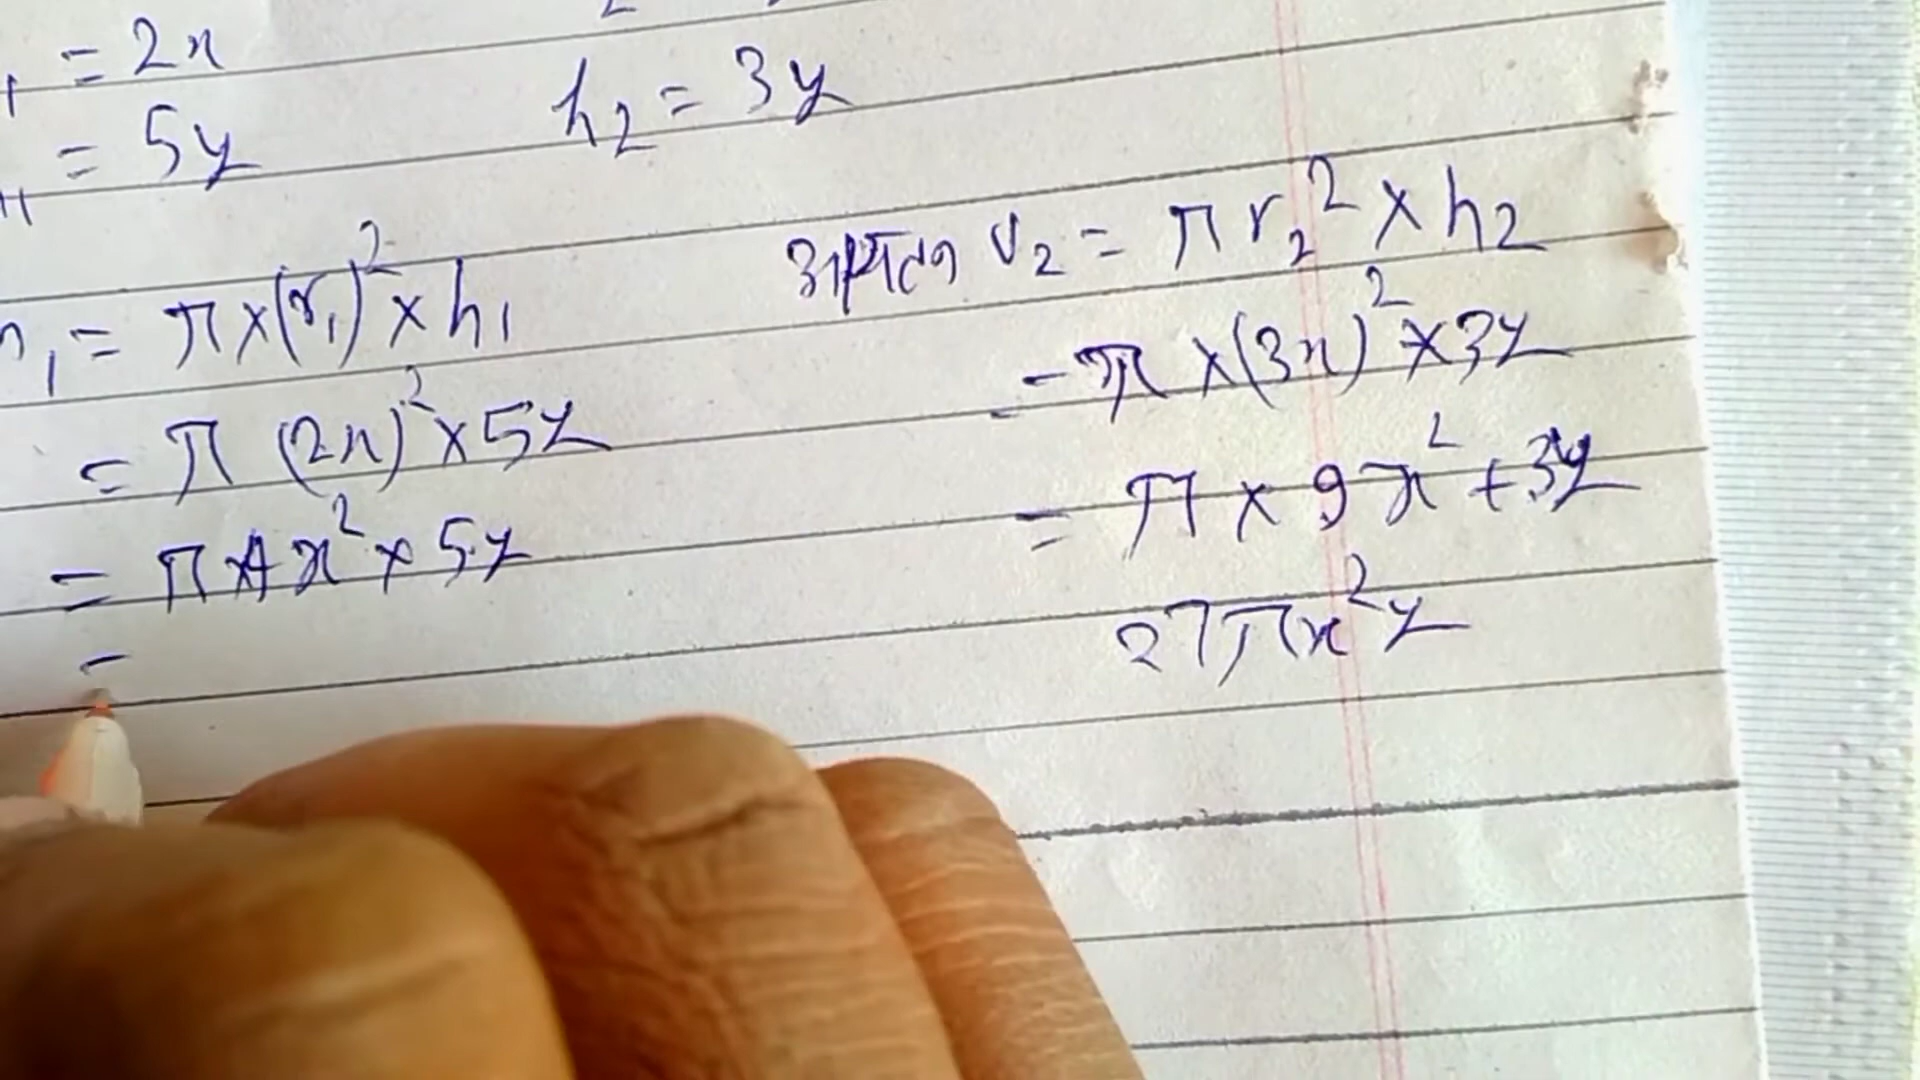 = 2x
= 5y
h₂ = 3y
₁ = π×(r₁)²×h₁
= π (2x)²×5y
= π×4x²×5y
=
V₂ = πr₂²×h₂
= π×(3x)²×3y
= π×9x²+3y
27πx²y